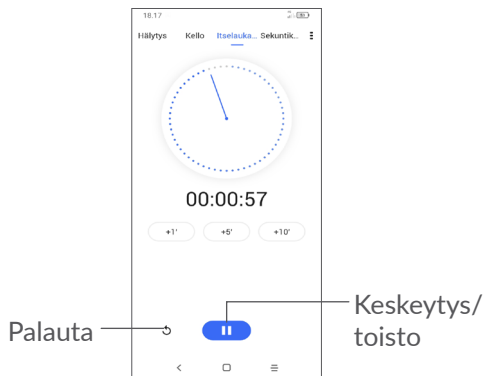 18.17
Hälytys Kello Itselauka... Sekuntik...
00:00:57
+1' +5' +10'
Palauta
Keskeytys/
toisto